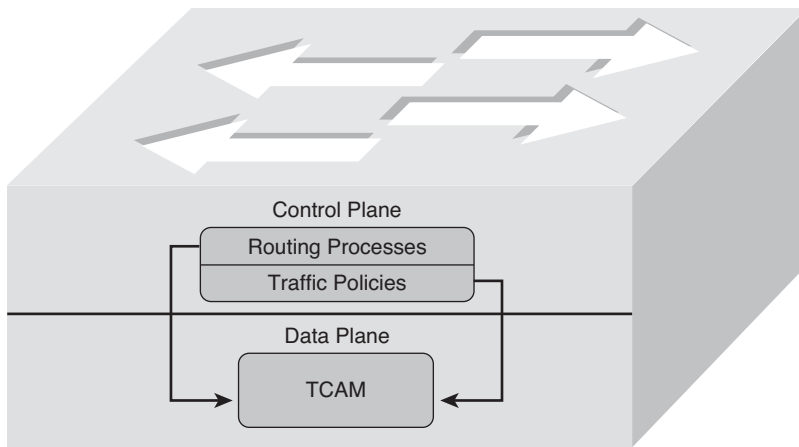 Control Plane
Routing Processes
Traffic Policies
Data Plane
TCAM